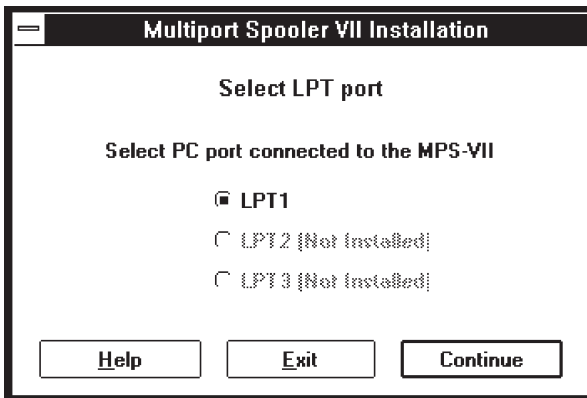 Multiport Spooler VII Installation
Select LPT port
Select PC port connected to the MPS-VII
LPT1
LPT2 [Not Installed]
LPT3 [Not Installed]
Help Exit Continue